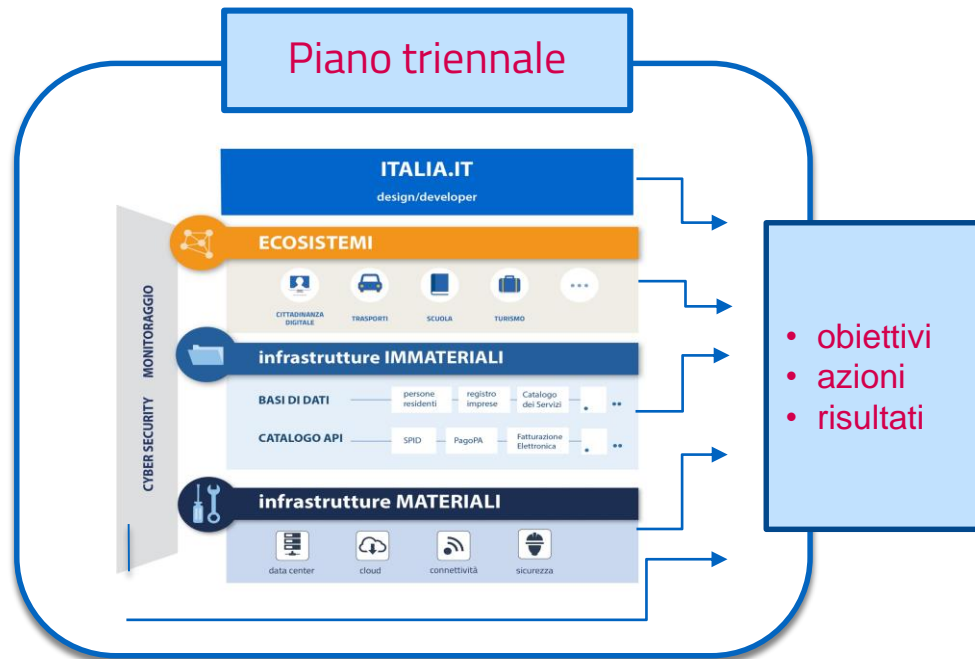 Piano triennale
ITALIA.IT
design/developer
CYBER SECURITY MONITORAGGIO
ECOSISTEMI
CITTADINANZA
DIGITALE
TRASPORTI
SCUOLA
TURISMO
infrastrutture IMMATERIALI
BASI DI DATI
persone
residenti
registro
imprese
Catalogo
dei Servizi
CATALOGO API
SPID
PagoPA
Fatturazione
Elettronica
infrastrutture MATERIALI
data center
cloud
connettività
sicurezza
• obiettivi
• azioni
• risultati